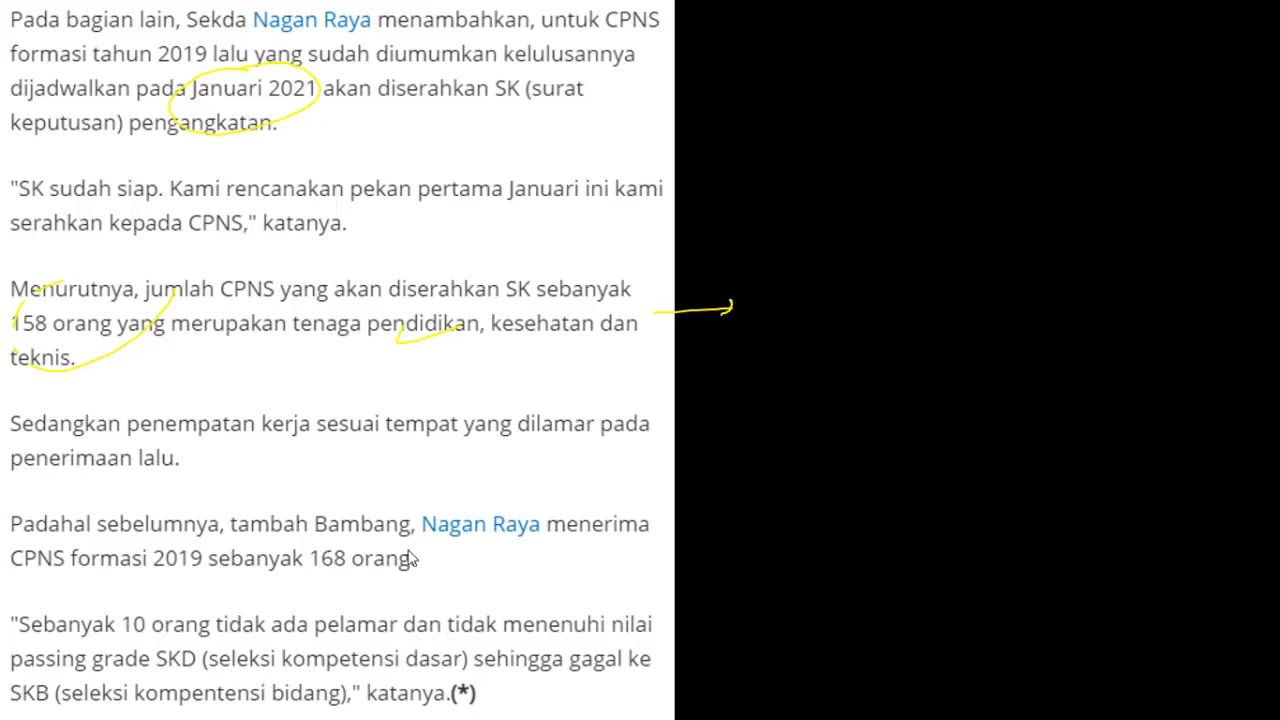 Pada bagian lain, Sekda Nagan Raya menambahkan, untuk CPNS
formasi tahun 2019 lalu yang sudah diumumkan kelulusannya
dijadwalkan pada Januari 2021 akan diserahkan SK (surat
keputusan) pengangkatan.
"SK sudah siap. Kami rencanakan pekan pertama Januari ini kami
serahkan kepada CPNS," katanya.
Menurutnya, jumlah CPNS yang akan diserahkan SK sebanyak
158 orang yang merupakan tenaga pendidikan, kesehatan dan
teknis.
Sedangkan penempatan kerja sesuai tempat yang dilamar pada
penerimaan lalu.
Padahal sebelumnya, tambah Bambang, Nagan Raya menerima
CPNS formasi 2019 sebanyak 168 orang.
"Sebanyak 10 orang tidak ada pelamar dan tidak menenuhi nilai
passing grade SKD (seleksi kompetensi dasar) sehingga gagal ke
SKB (seleksi kompentensi bidang)," katanya.(*)